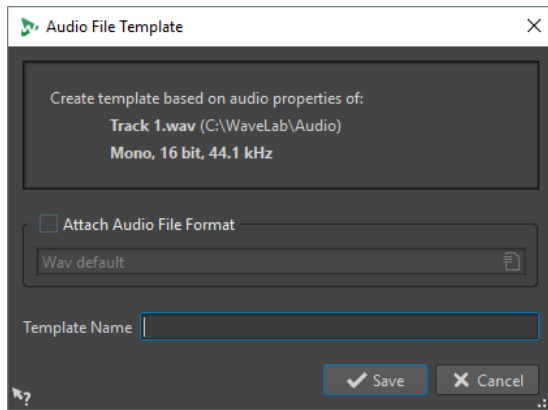 Audio File Template
Create template based on audio properties of:
Track 1.wav (C:\WaveLab\Audio)
Mono, 16 bit, 44.1 kHz
Attach Audio File Format
Wav default
Template Name
Save Cancel